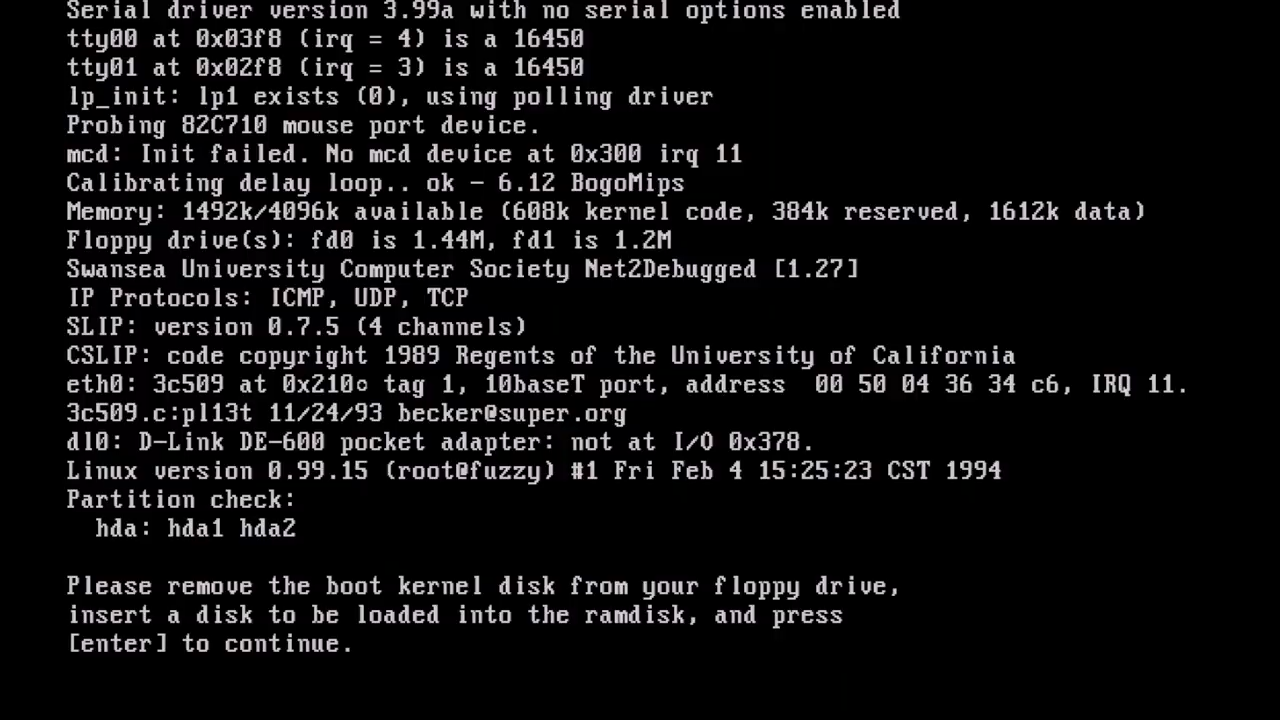 Serial driver version 3.99a with no serial options enabled
tty00 at 0x03f8 (irq = 4) is a 16450
tty01 at 0x02f8 (irq = 3) is a 16450
lp_init: lp1 exists (0), using polling driver
Probing 82C710 mouse port device.
mcd: Init failed. No mcd device at 0x300 irq 11
Calibrating delay loop.. ok - 6.12 BogoMips
Memory: 1492k/4096k available (608k kernel code, 384k reserved, 1612k data)
Floppy drive(s): fd0 is 1.44M, fd1 is 1.2M
Swansea University Computer Society Net2Debugged [1.27]
IP Protocols: ICMP, UDP, TCP
SLIP: version 0.7.5 (4 channels)
CSLIP: code copyright 1989 Regents of the University of California
eth0: 3c509 at 0x210○ tag 1, 10baseT port, address  00 50 04 36 34 c6, IRQ 11.
3c509.c:pl13t 11/24/93 becker@super.org
dl0: D-Link DE-600 pocket adapter: not at I/O 0x378.
Linux version 0.99.15 (root@fuzzy) #1 Fri Feb 4 15:25:23 CST 1994
Partition check:
  hda: hda1 hda2
Please remove the boot kernel disk from your floppy drive,
insert a disk to be loaded into the ramdisk, and press
[enter] to continue.